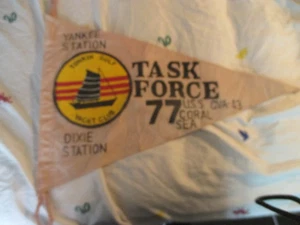 YANKEE
STATION
TONKIN GULF
YACHT CLUB
DIXIE
STATION
TASK
FORCE
77
U.S.S. CVA-43
CORAL
SEA